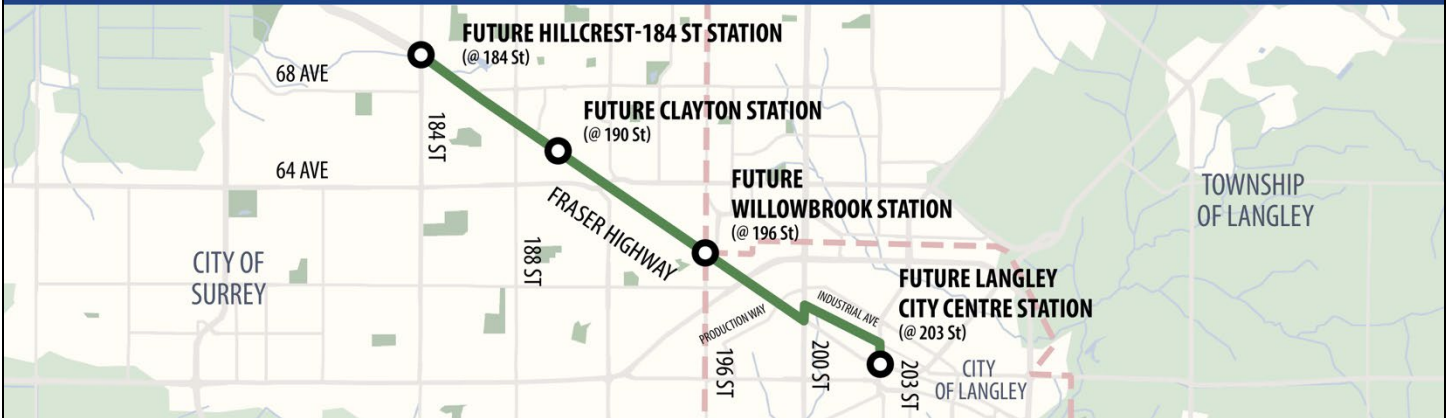 FUTURE HILLCREST-184 ST STATION
(@ 184 St)
68 AVE
FUTURE CLAYTON STATION
(@ 190 St)
184 ST
64 AVE
FUTURE
WILLOWBROOK STATION
(@ 196 St)
TOWNSHIP
OF LANGLEY
FRASER HIGHWAY
188 ST
CITY OF
SURREY
FUTURE LANGLEY
CITY CENTRE STATION
(@ 203 St)
INDUSTRIAL AVE
PRODUCTION WAY
196 ST
200 ST
203 ST
CITY
OF LANGLEY